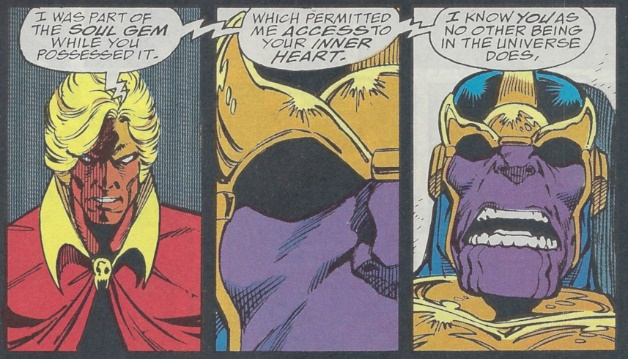 I WAS PART OF
THE SOUL GEM
WHILE YOU
POSSESSED IT.
WHICH PERMITTED
ME ACCESS TO
YOUR INNER
HEART.
I KNOW YOU AS
NO OTHER BEING
IN THE UNIVERSE
DOES,